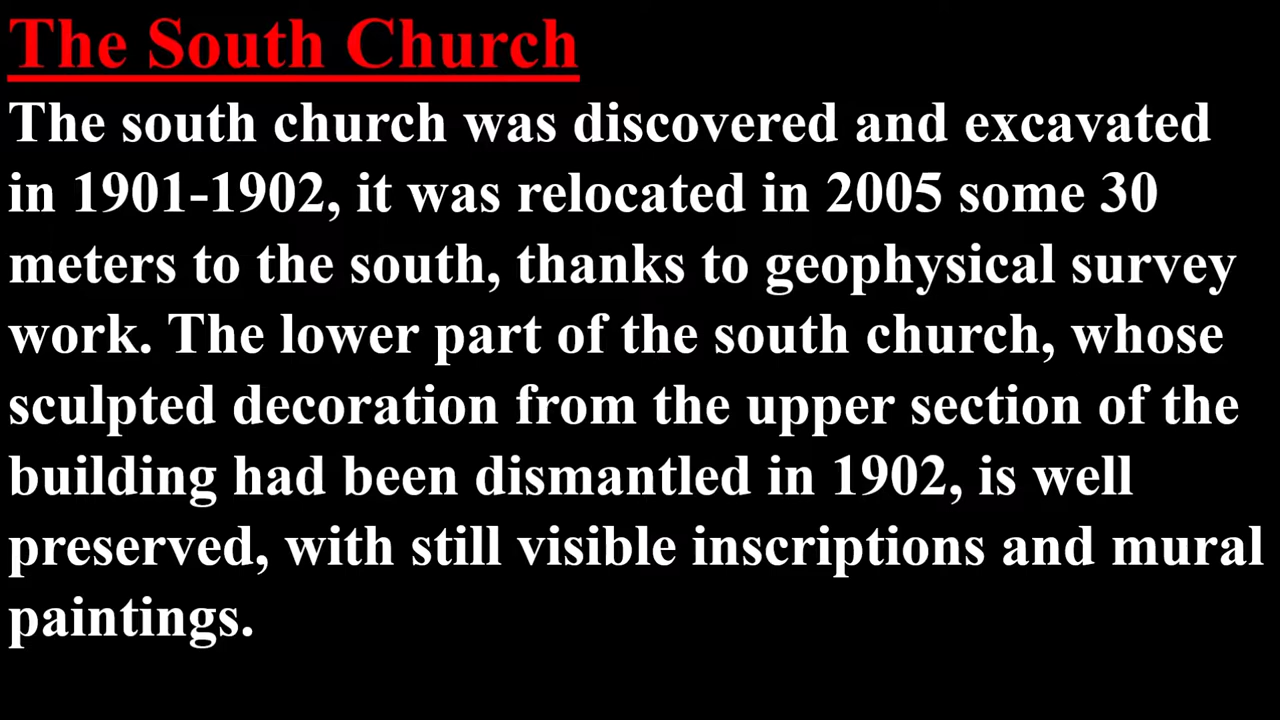 The South Church
The south church was discovered and excavated
in 1901-1902, it was relocated in 2005 some 30
meters to the south, thanks to geophysical survey
work. The lower part of the south church, whose
sculpted decoration from the upper section of the
building had been dismantled in 1902, is well
preserved, with still visible inscriptions and mural
paintings.